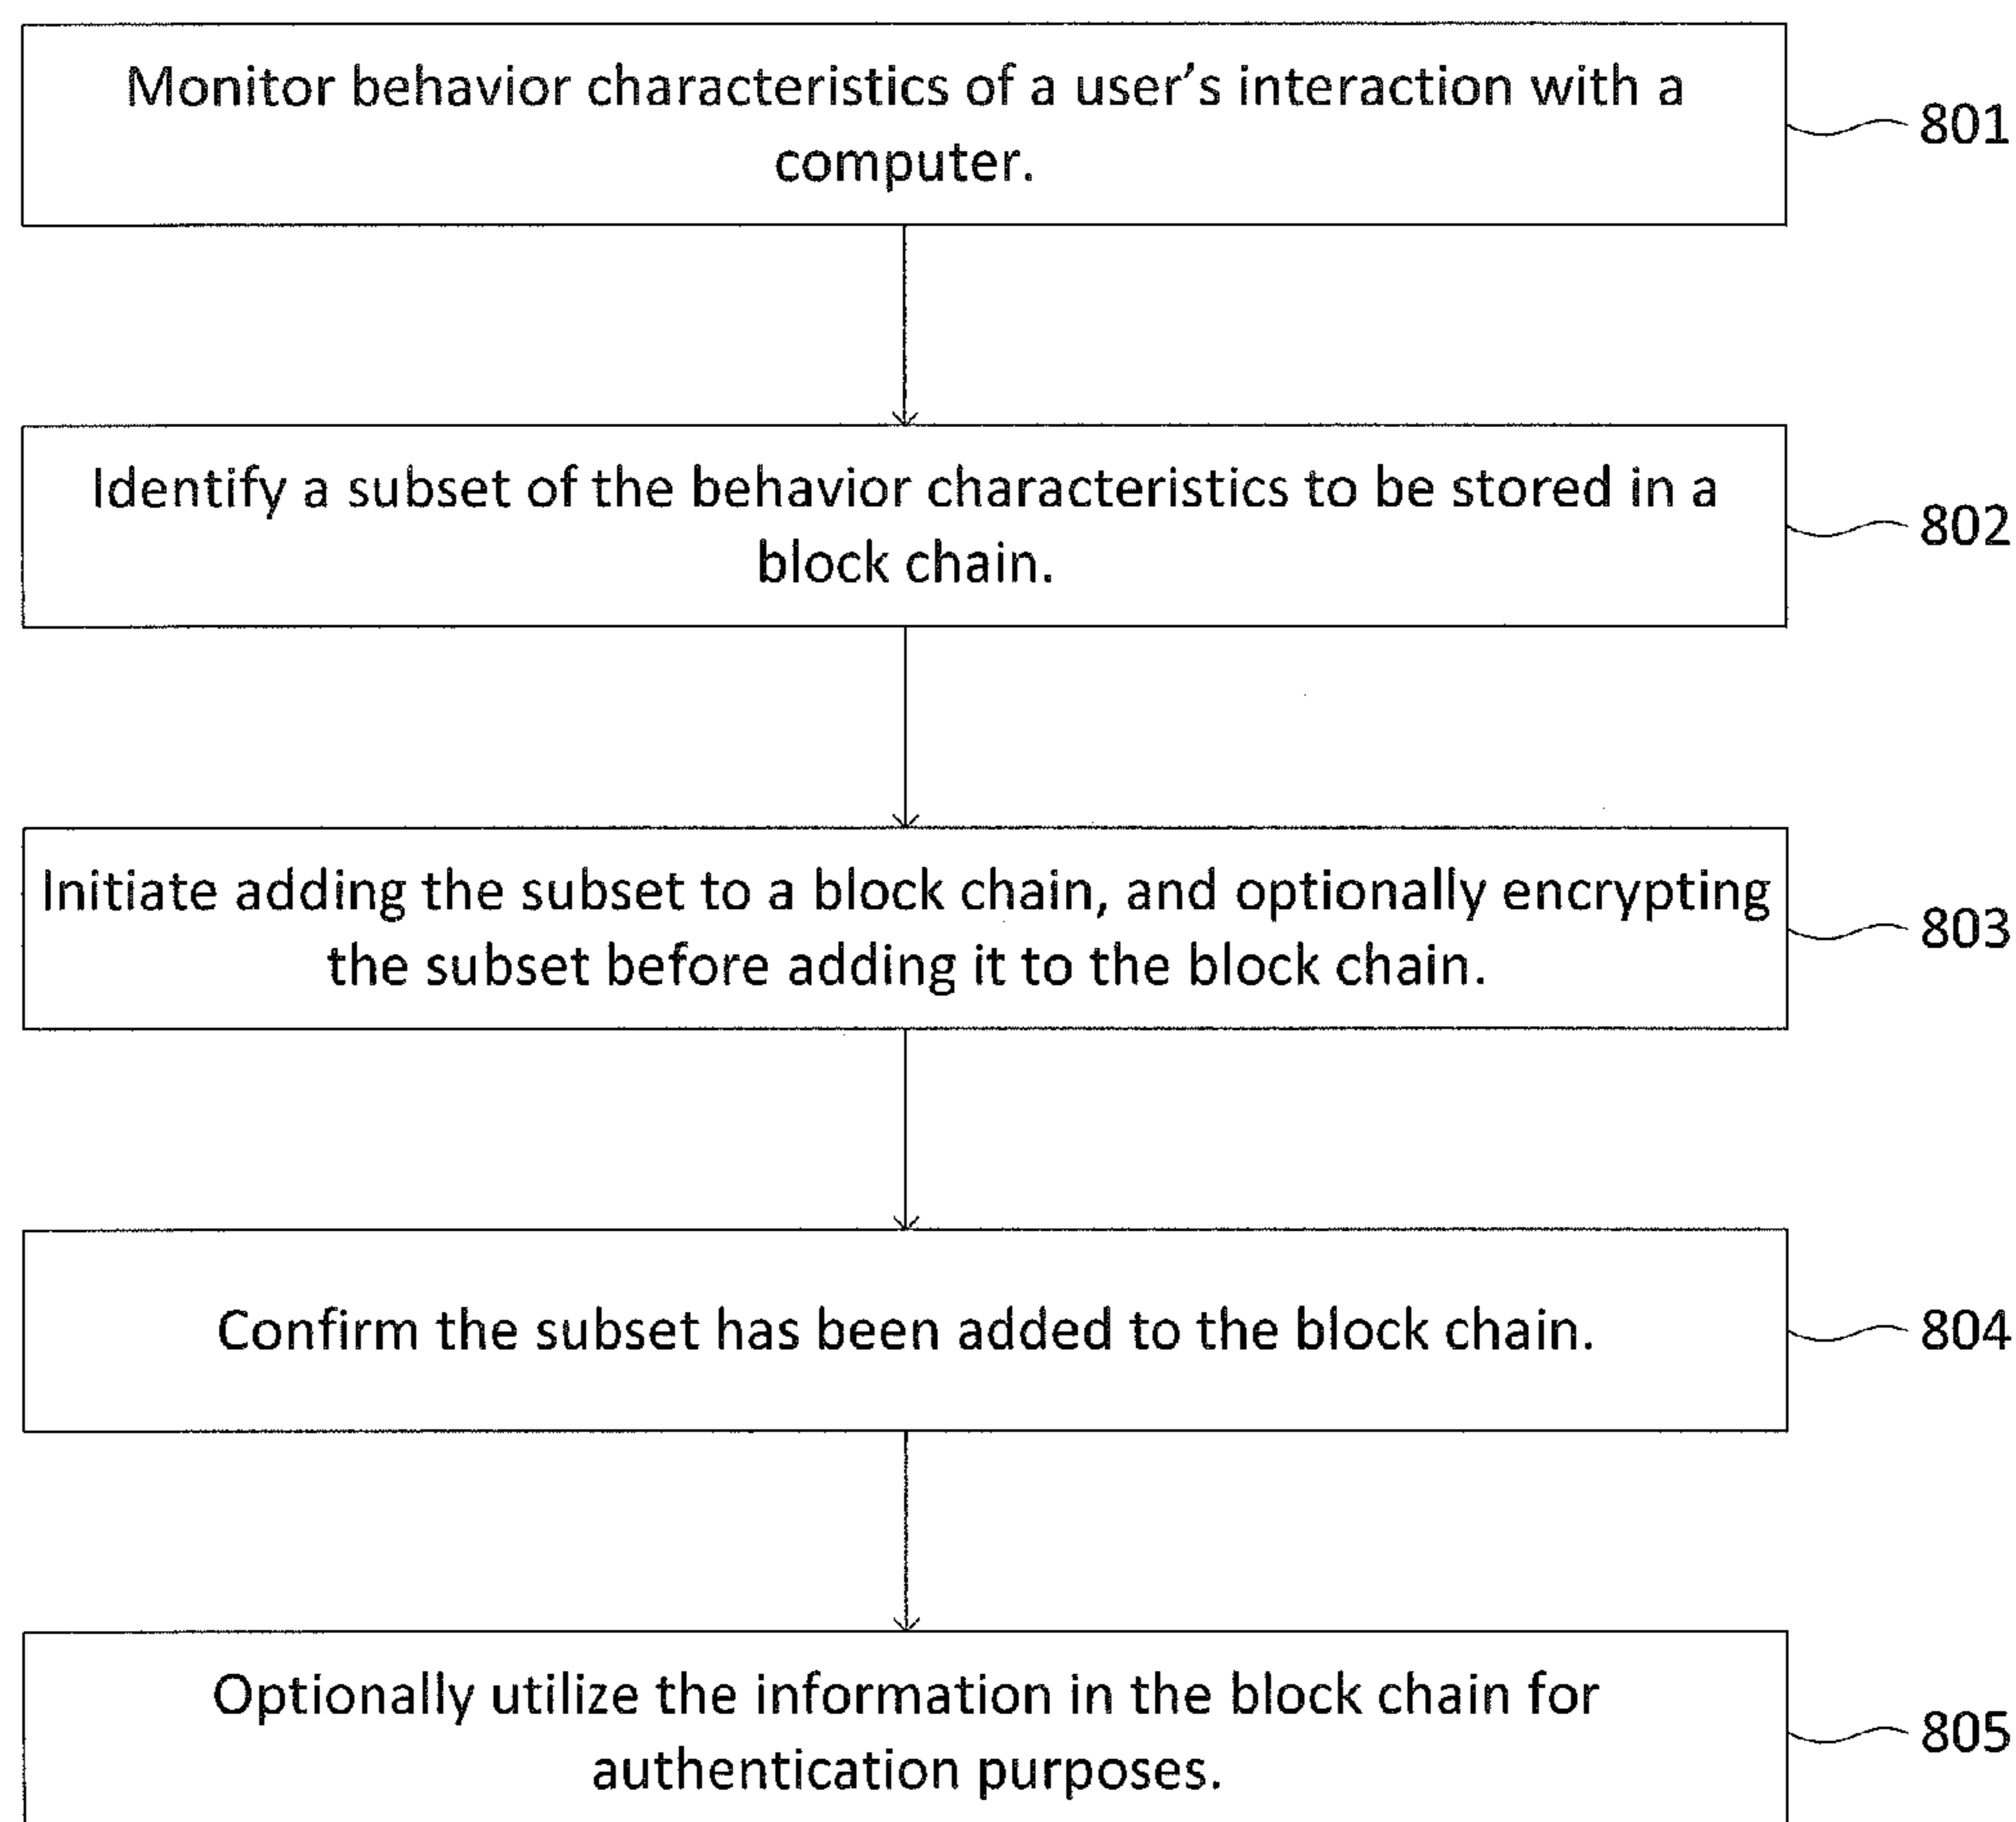 Monitor behavior characteristics of a user's interaction with a
computer.
801
Identify a subset of the behavior characteristics to be stored in a
block chain.
802
Initiate adding the subset to a block chain, and optionally encrypting
the subset before adding it to the block chain.
803
Confirm the subset has been added to the block chain.
804
Optionally utilize the information in the block chain for
authentication purposes.
805